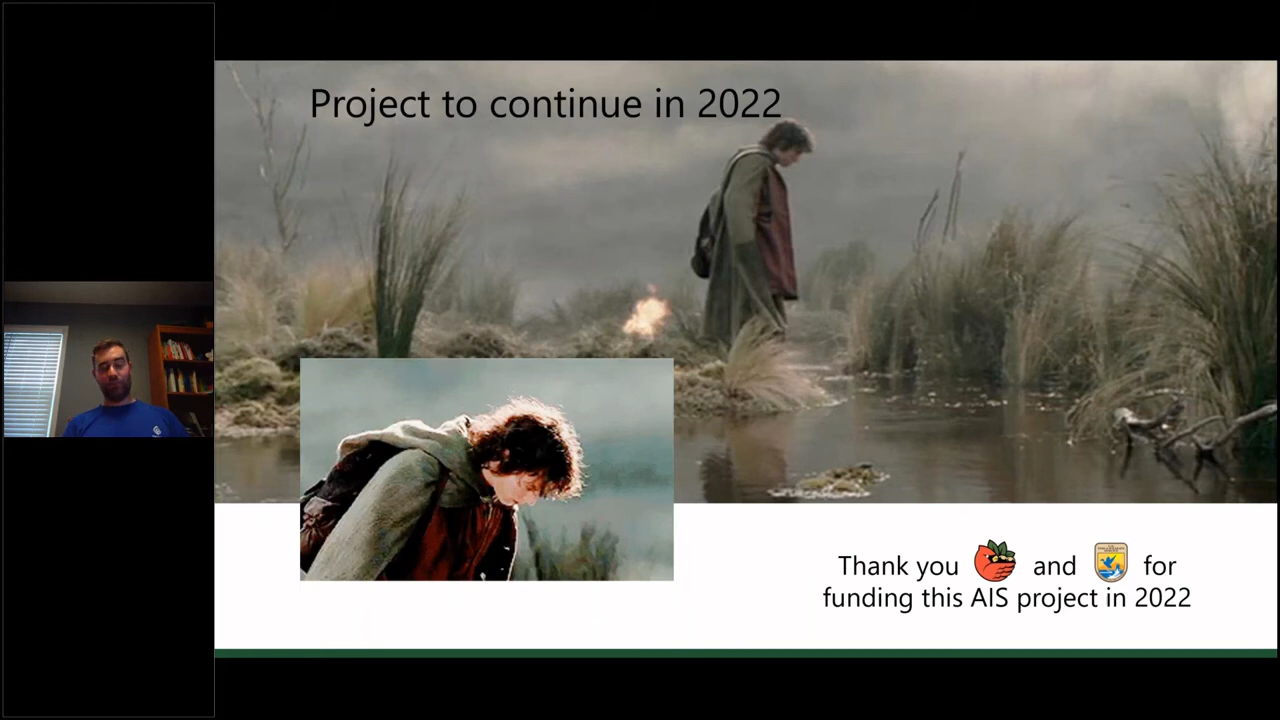 Project to continue in 2022
Thank you and for
funding this AIS project in 2022